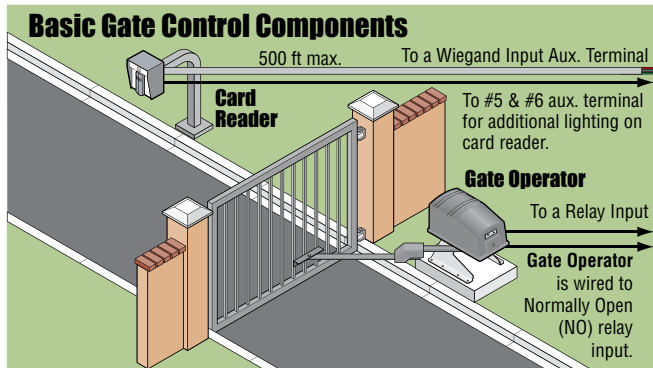 Basic Gate Control Components
500 ft max.
To a Wiegand Input Aux. Terminal
Card
Reader
To #5 & #6 aux. terminal
for additional lighting on
card reader.
Gate Operator
To a Relay Input
Gate Operator
is wired to
Normally Open
(NO) relay
input.